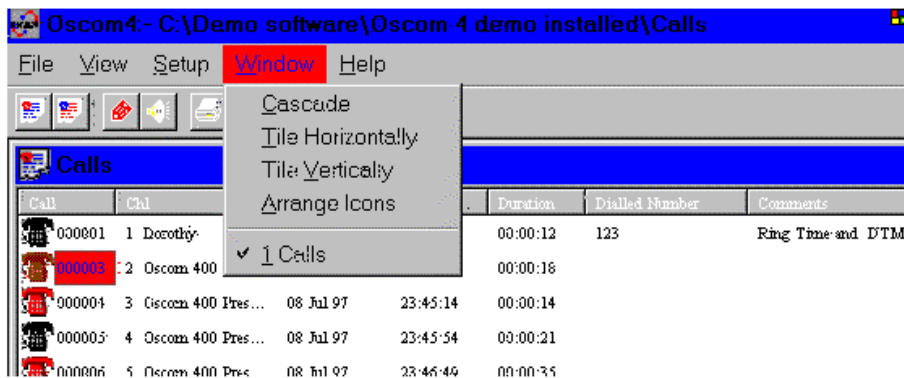 Oscom4:- C:\Demo software\Oscom 4 demo installed\Calls
File View Setup Window Help
Cascade
Tile Horizontally
Tile Vertically
Arrange Icons
1 Calls
Calls
Call Chl . Duration Dialled Number Comments
000801 1 Dorothy 00:00:12 123 Ring Time and DTM
000003 2 Oscom 400 00:00:18
000004 3 Oscom 400 Pres... 08 Jul 97 23:45:14 00:00:14
000005 4 Oscom 400 Pres... 08 Jul 97 23:45:54 00:00:21
000806 5 Oscom 400 Pres 08 Jul 97 23:46:49 00:00:35